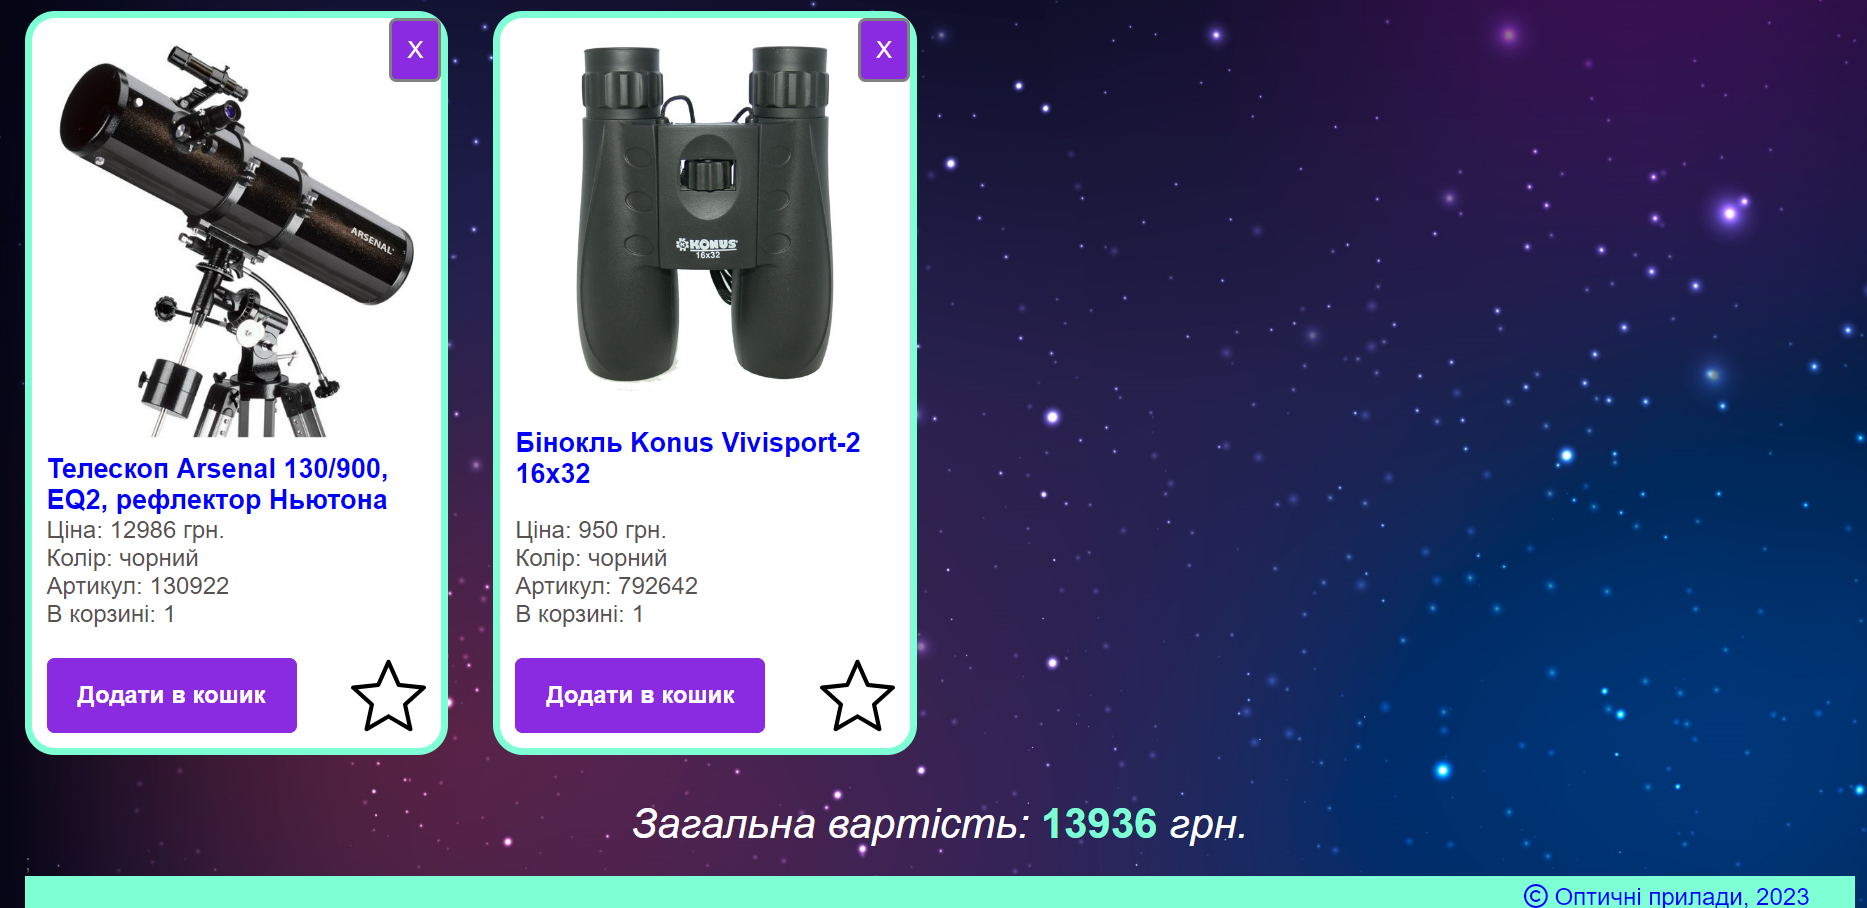 X
ARSENAL
Телескоп Arsenal 130/900,
EQ2, рефлектор Ньютона
Ціна: 12986 грн.
Колір: чорний
Артикул: 130922
В корзині: 1
Додати в кошик
X
KONUS
16x32
Бінокль Konus Vivisport-2
16x32
Ціна: 950 грн.
Колір: чорний
Артикул: 792642
В корзині: 1
Додати в кошик
Загальна вартість: 13936 грн.
© Оптичні прилади, 2023